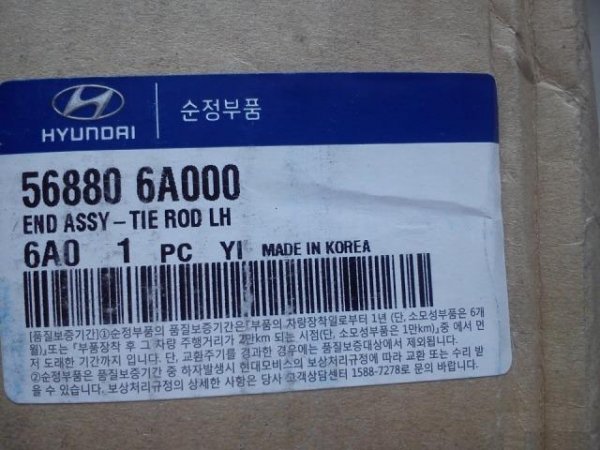 HYUNDAI
순정부품
56880 6A000
END ASSY-TIE ROD LH
6A0 1 PC YI MADE IN KOREA
[품질보증기간]①순정부품의 품질보증기간은「부품의 차량장착일로부터 1년 (단, 소모성부품은 6개
월)」또는「부품장착 후 그 차량 주행거리가 2만km 되는 시점(단, 소모성부품은 1만km)」중 에서 먼
저 도래한 기간까지 입니다. 단, 교환주기를 경과한 경우에는 품질보증대상에서 제외됩니다.
②순정부품은 품질보증기간 중 하자발생시 현대모비스의 보상처리규정에따라 교환 또는 수리 받
을 수 있습니다. 보상처리규정의 상세한 사항은 당사 고객상담센터 1588-7278로 문의 바랍니다.